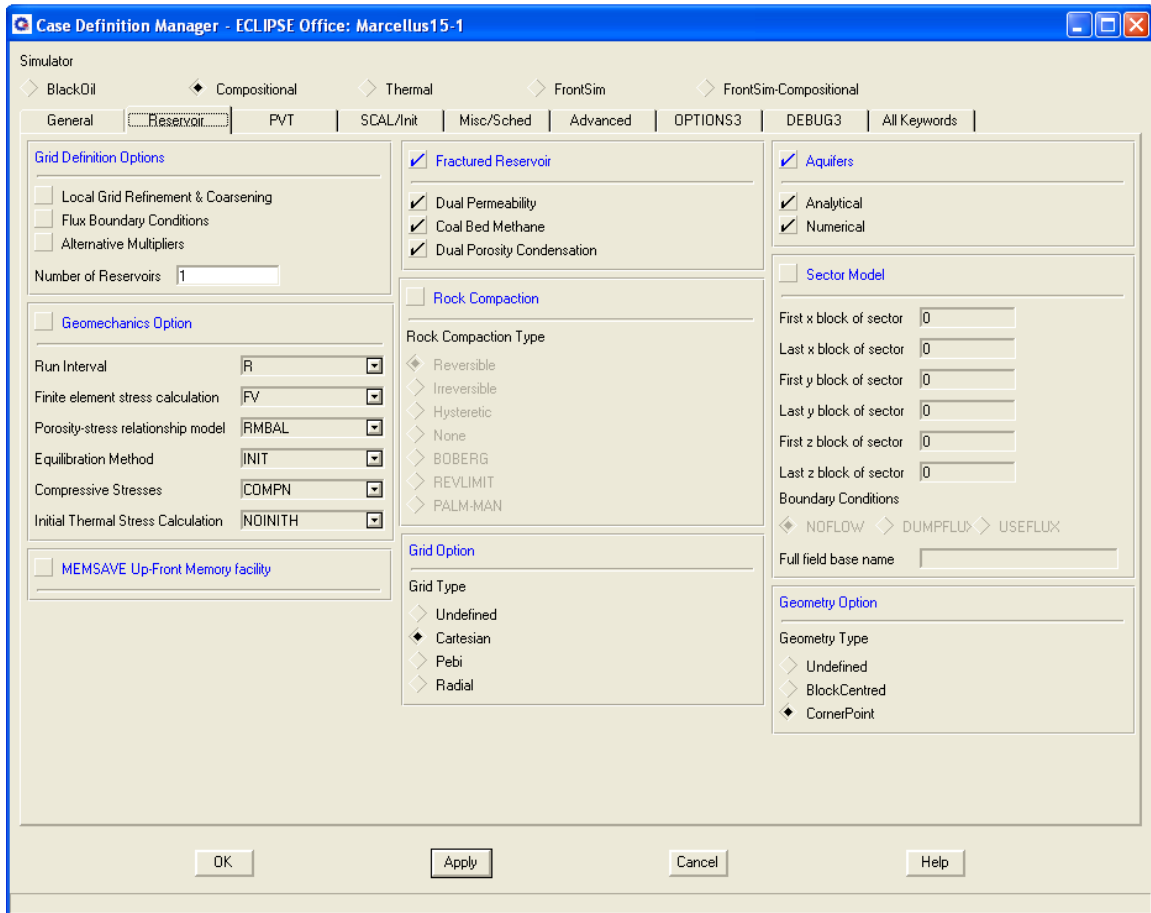 Case Definition Manager - ECLIPSE Office: Marcellus15-1
Simulator
BlackOil Compositional Thermal FrontSim FrontSim-Compositional
General Reservoir PVT SCAL/Init Misc/Sched Advanced OPTIONS3 DEBUG3 All Keywords
Grid Definition Options
Local Grid Refinement & Coarsening
Flux Boundary Conditions
Alternative Multipliers
Number of Reservoirs 1
Geomechanics Option
Run Interval R
Finite element stress calculation FV
Porosity-stress relationship model RMBAL
Equilibration Method INIT
Compressive Stresses COMPN
Initial Thermal Stress Calculation NOINITH
MEMSAVE Up-Front Memory facility
Fractured Reservoir
Dual Permeability
Coal Bed Methane
Dual Porosity Condensation
Rock Compaction
Rock Compaction Type
Reversible
Irreversible
Hysteretic
None
BOBERG
REVLIMIT
PALM-MAN
Grid Option
Grid Type
Undefined
Cartesian
Pebi
Radial
Aquifers
Analytical
Numerical
Sector Model
First x block of sector 0
Last x block of sector 0
First y block of sector 0
Last y block of sector 0
First z block of sector 0
Last z block of sector 0
Boundary Conditions
NOFLOW DUMPFLUX USEFLUX
Full field base name
Geometry Option
Geometry Type
Undefined
BlockCentred
CornerPoint
OK Apply Cancel Help